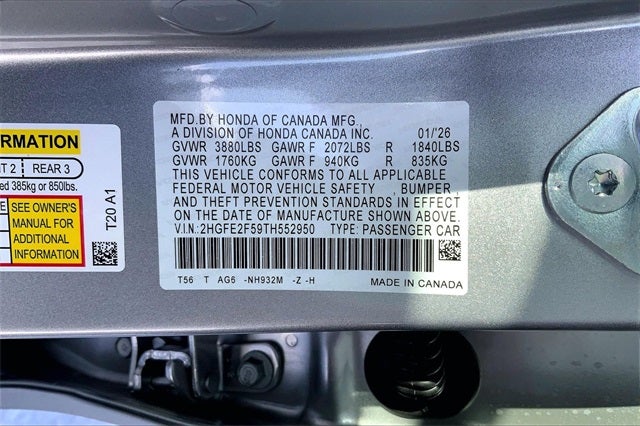 MFD.BY HONDA OF CANADA MFG.,
A DIVISION OF HONDA CANADA INC. 01/'26
GVWR 3880LBS GAWR F 2072LBS R 1840LBS
GVWR 1760KG GAWR F 940KG R 835KG
THIS VEHICLE CONFORMS TO ALL APPLICABLE
FEDERAL MOTOR VEHICLE SAFETY , BUMPER,
AND THEFT PREVENTION STANDARDS IN EFFECT
ON THE DATE OF MANUFACTURE SHOWN ABOVE.
V.I.N.:2HGFE2F59TH552950 TYPE: PASSENGER CAR
T56 T AG6 -NH932M -Z -H
MADE IN CANADA
REAR 3
385kg or 850lbs.
SEE OWNER'S
MANUAL FOR
ADDITIONAL
INFORMATION
T20 A1